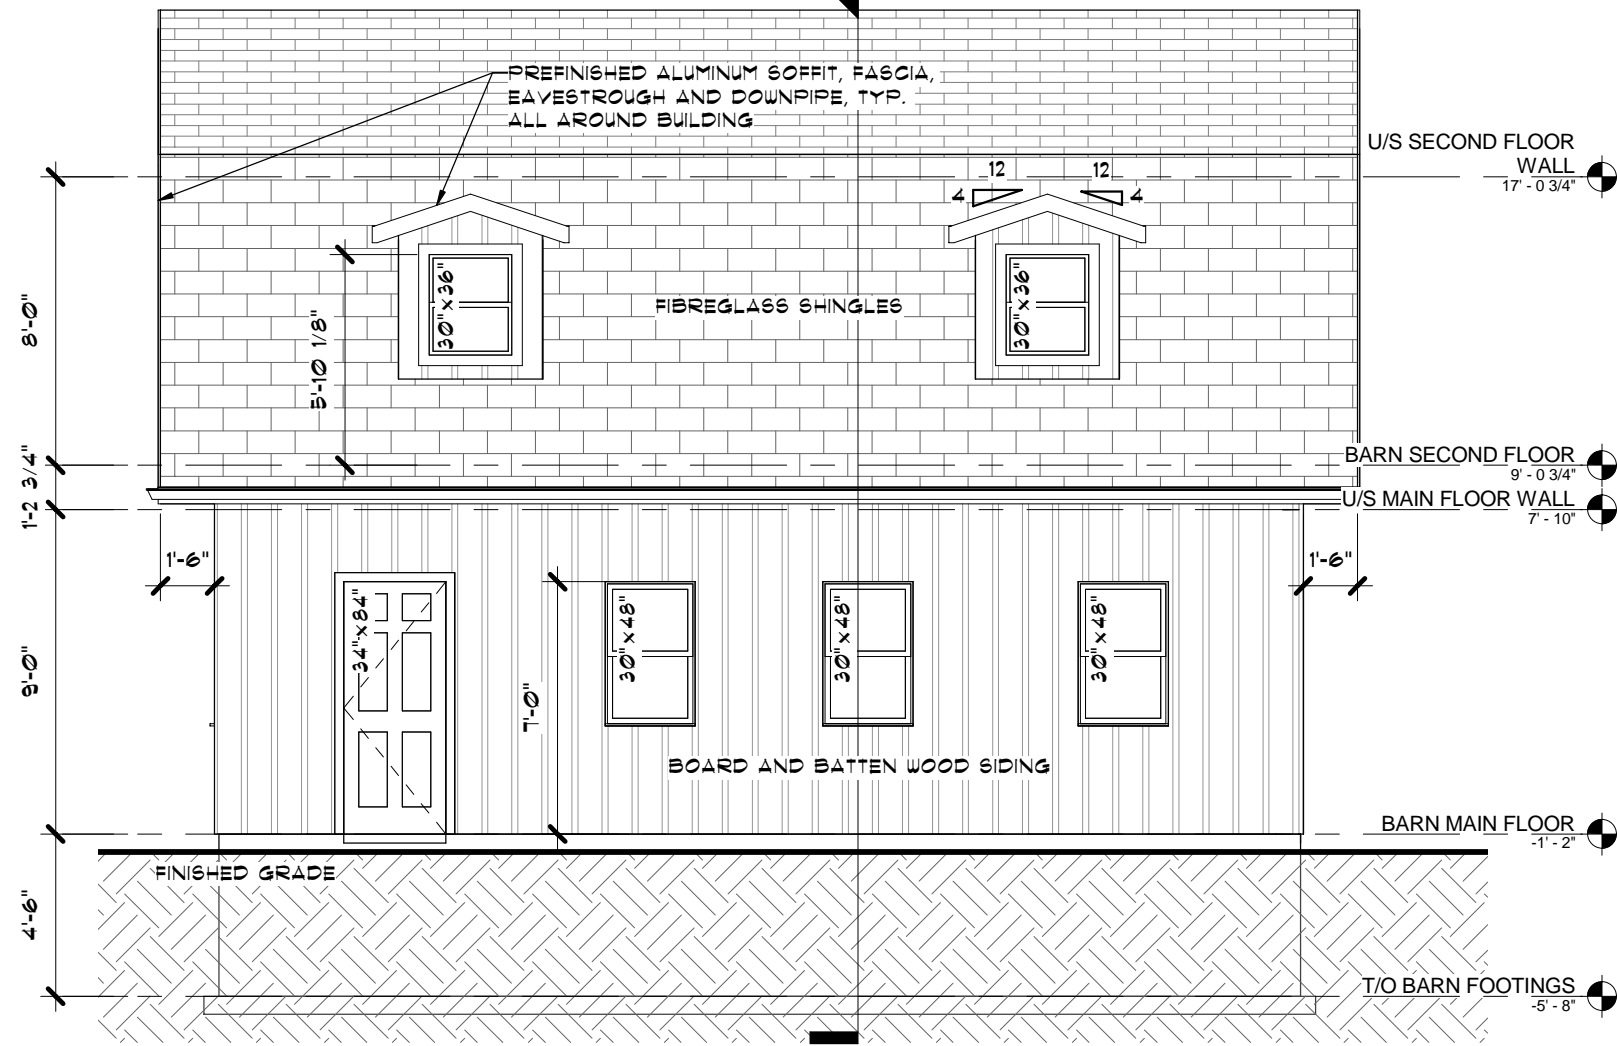 PREFINISHED ALUMINUM SOFFIT, FASCIA,
EAVESTROUGH AND DOWNPIPE, TYP.
ALL AROUND BUILDING
U/S SECOND FLOOR
WALL
17' - 0 3/4"
12
4
12
4
30"x36"
30"x36"
FIBREGLASS SHINGLES
8'-0"
5'-10 1/8"
1'-2 3/4"
BARN SECOND FLOOR
9' - 0 3/4"
U/S MAIN FLOOR WALL
7' - 10"
1'-6"
1'-6"
34"x84"
30"x48"
30"x48"
30"x48"
9'-0"
7'-0"
BOARD AND BATTEN WOOD SIDING
BARN MAIN FLOOR
-1' - 2"
FINISHED GRADE
4'-6"
T/O BARN FOOTINGS
-5' - 8"